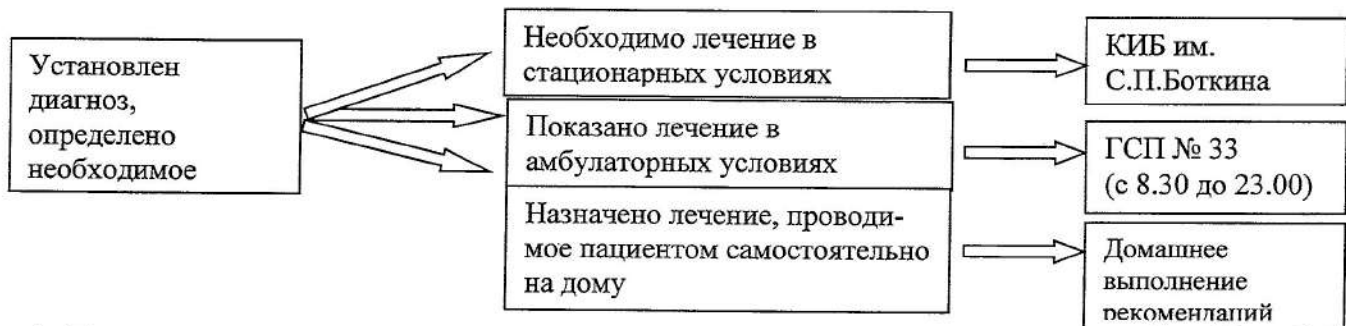 Установлен
диагноз,
определено
необходимое
Необходимо лечение в
стационарных условиях
КИБ им.
С.П.Боткина
Показано лечение в
амбулаторных условиях
ГСП № 33
(с 8.30 до 23.00)
Назначено лечение, проводи-
мое пациентом самостоятельно
на дому
Домашнее
выполнение
рекомендаций